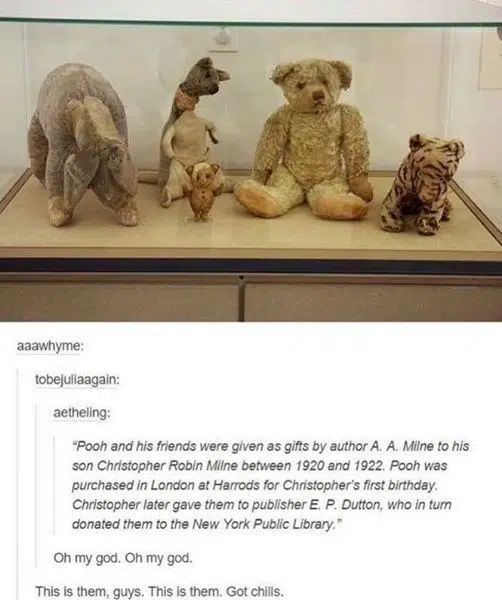 aaawhyme:
tobejuliaagain:
aetheling:
"Pooh and his friends were given as gifts by author A. A. Milne to his
son Christopher Robin Milne between 1920 and 1922. Pooh was
purchased in London at Harrods for Christopher's first birthday.
Christopher later gave them to publisher E. P. Dutton, who in turn
donated them to the New York Public Library."
Oh my god. Oh my god.
This is them, guys. This is them. Got chills.